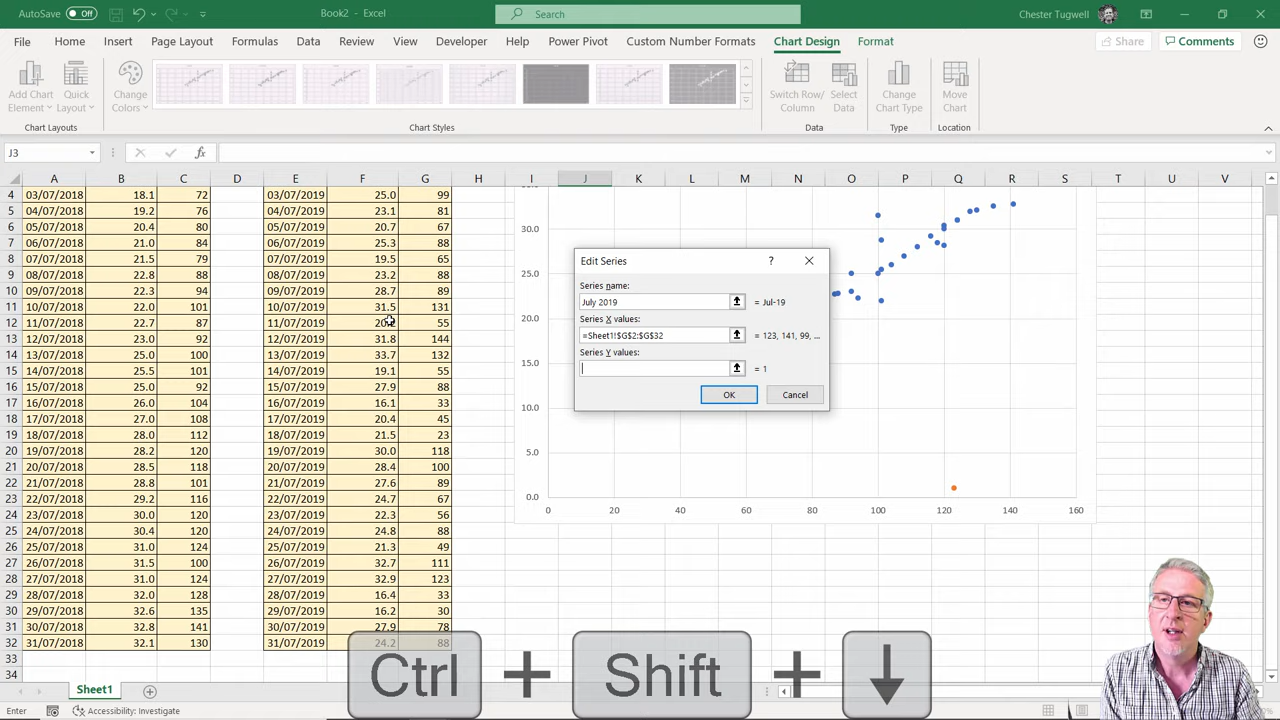 AutoSave Off Book2 - Excel Search Chester Tugwell
File Home Insert Page Layout Formulas Data Review View Developer Help Power Pivot Custom Number Formats Chart Design Format Share Comments
Add Chart Element Quick Layout Change Colors Switch Row/Column Select Data Change Chart Type Move Chart
Chart Layouts Chart Styles Data Type Location
J3 fx
A B C D E F G H I J K L M N O P Q R S T U V
4 03/07/2018 18.1 72 03/07/2019 25.0 99
5 04/07/2018 19.2 76 04/07/2019 23.1 81
6 05/07/2018 20.4 80 05/07/2019 20.7 67
7 06/07/2018 21.0 84 06/07/2019 25.3 88
8 07/07/2018 21.5 79 07/07/2019 19.5 65
9 08/07/2018 22.8 88 08/07/2019 23.2 88
10 09/07/2018 22.3 94 09/07/2019 28.7 89
11 10/07/2018 22.0 101 10/07/2019 31.5 131
12 11/07/2018 22.7 87 11/07/2019 55
13 12/07/2018 23.0 92 12/07/2019 31.8 144
14 13/07/2018 25.0 100 13/07/2019 33.7 132
15 14/07/2018 25.5 101 14/07/2019 19.1 55
16 15/07/2018 25.0 92 15/07/2019 27.9 88
17 16/07/2018 26.0 104 16/07/2019 16.1 33
18 17/07/2018 27.0 108 17/07/2019 20.4 45
19 18/07/2018 28.0 112 18/07/2019 21.5 23
20 19/07/2018 28.2 120 19/07/2019 30.0 118
21 20/07/2018 28.5 118 20/07/2019 28.4 100
22 21/07/2018 28.8 101 21/07/2019 27.6 89
23 22/07/2018 29.2 116 22/07/2019 24.7 67
24 23/07/2018 30.0 120 23/07/2019 22.3 56
25 24/07/2018 30.4 120 24/07/2019 24.8 88
26 25/07/2018 31.0 124 25/07/2019 21.3 49
27 26/07/2018 31.5 100 26/07/2019 32.7 111
28 27/07/2018 31.0 124 27/07/2019 32.9 123
29 28/07/2018 32.0 128 28/07/2019 16.4 33
30 29/07/2018 32.6 135 29/07/2019 16.2 30
31 30/07/2018 32.8 141 30/07/2019 27.9 78
32 31/07/2018 32.1 130 31/07/2019 24.2 88
33
34
30.0
25.0
20.0
15.0
10.0
5.0
0.0
0 20 40 60 80 100 120 140 160
Edit Series ?
Series name:
July 2019 = Jul-19
Series X values:
=Sheet1!$G$2:$G$32 = 123, 141, 99, ...
Series Y values:
= 1
OK Cancel
Ctrl + Shift + ↓
Sheet1
Enter Accessibility: Investigate